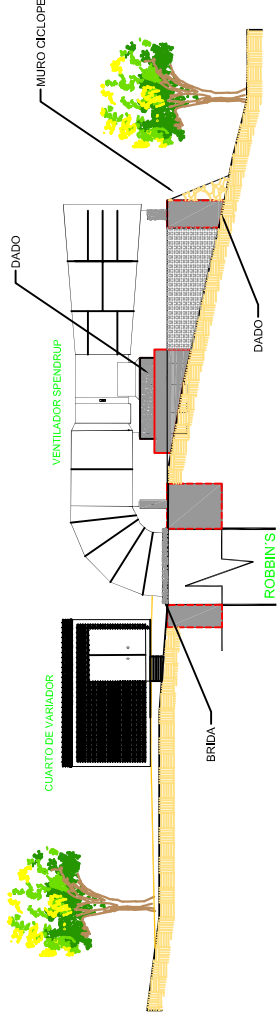 CUARTO DE VARIADOR
BRIDA
ROBBIN'S
VENTILADOR SPENDRUP
DADO
DADO
MURO CICLOPE